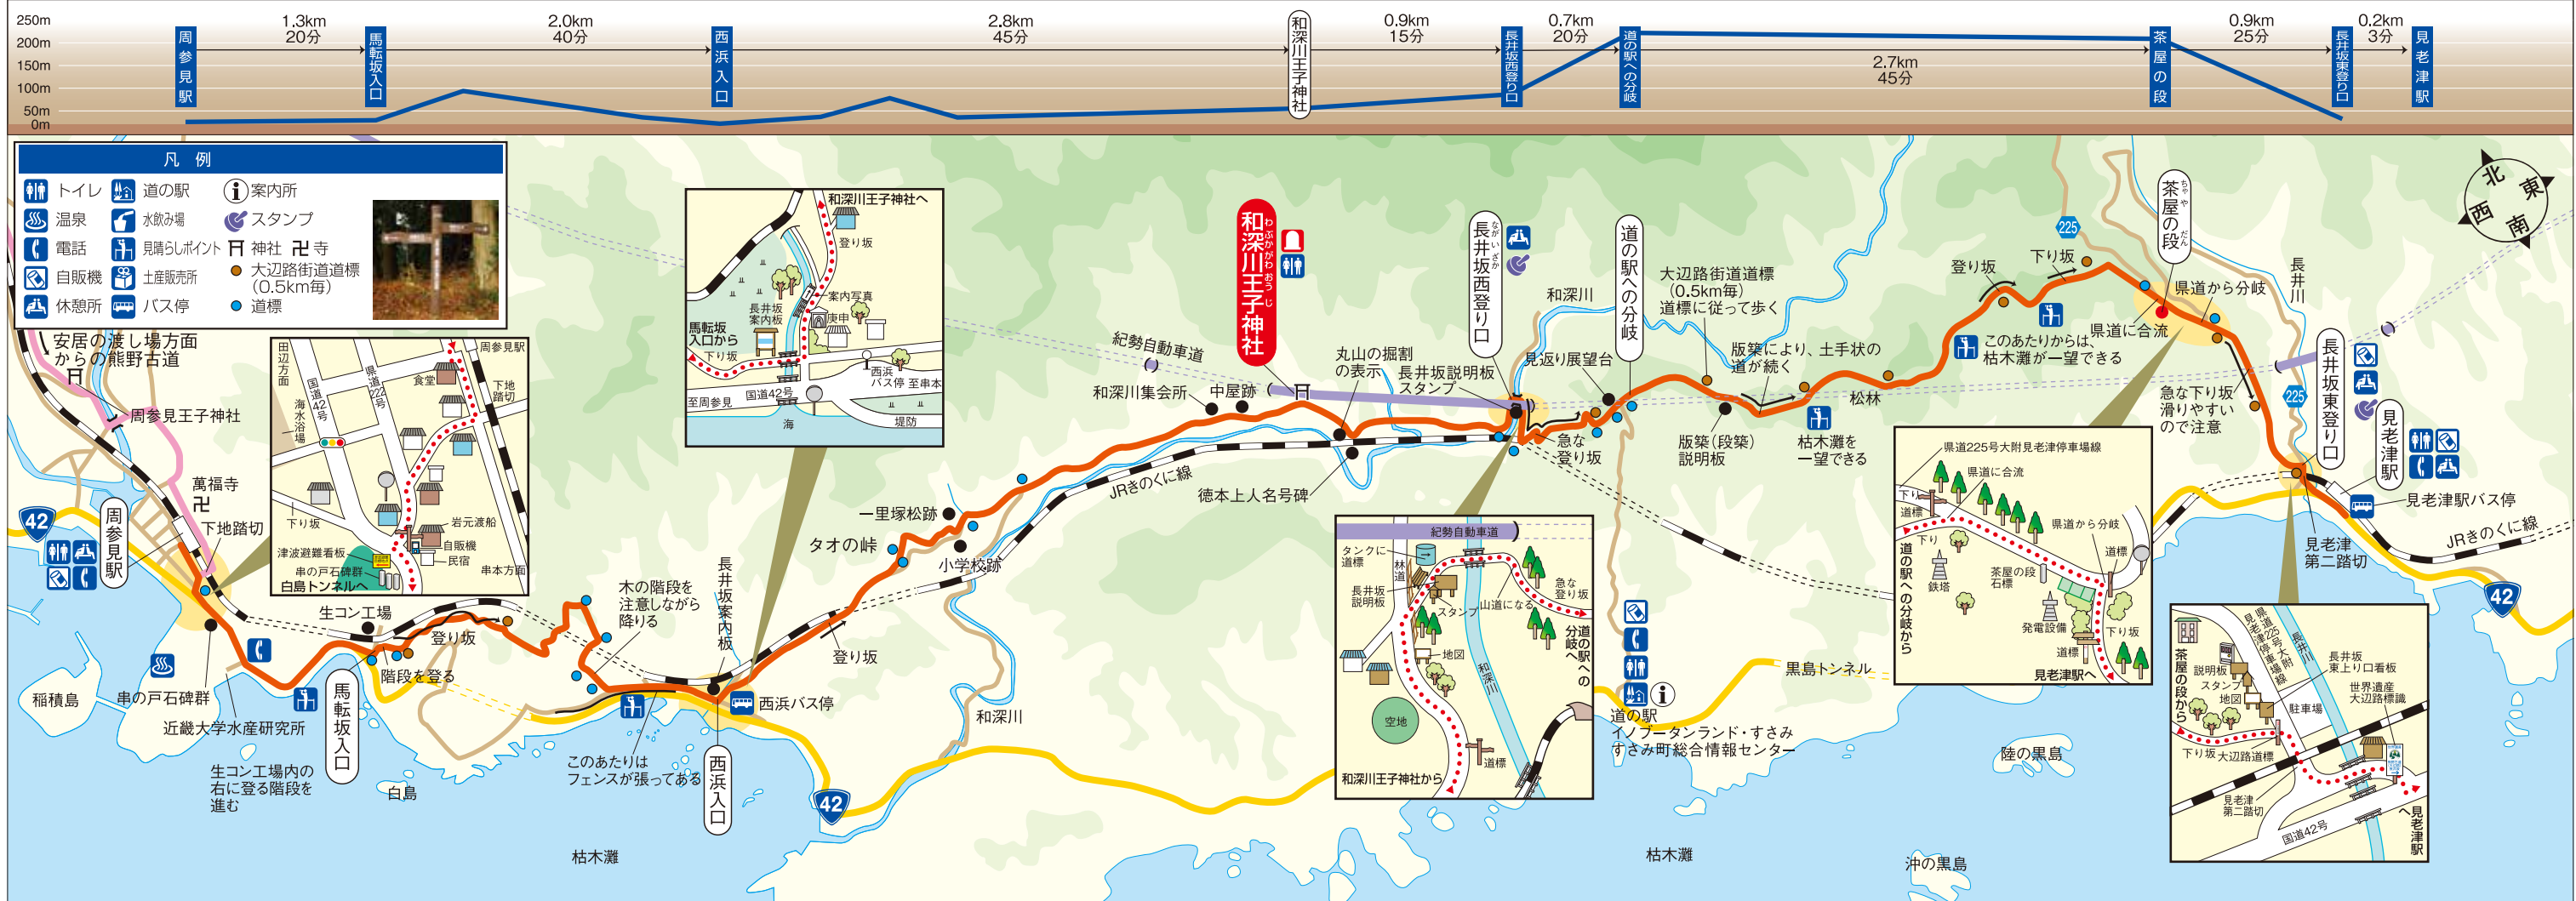 250m
200m
150m
100m
50m
0m
1.3km
20分
2.0km
40分
2.8km
45分
0.9km
15分
0.7km
20分
2.7km
45分
0.9km
25分
0.2km
3分
周参見駅
馬転坂入口
西浜入口
和深川王子神社
長井坂西登り口
道の駅への分岐
茶屋の段
長井坂東登り口
見老津駅
凡例
トイレ
道の駅
案内所
温泉
水飲み場
スタンプ
電話
見晴らしポイント
神社
卍寺
自販機
土産販売所
大辺路街道道標
(0.5km毎)
休憩所
バス停
道標
北
東
西
南
安居の渡し場方面
からの熊野古道
周参見王子神社
萬福寺
卍
下地踏切
42
周参見駅
稲積島
串の戸石碑群
近畿大学水産研究所
生コン工場
生コン工場内の
右に登る階段を
進む
馬転坂入口
階段を登る
登り坂
白島
木の階段を
注意しながら
降りる
このあたりは
フェンスが張ってある
長井坂案内板
西浜バス停
西浜入口
枯木灘
42
登り坂
タオの峠
一里塚松跡
小学校跡
和深川
JRきのくに線
紀勢自動車道
和深川集会所
中屋跡
わぶかがわおうじ
和深川王子神社
丸山の掘割
の表示
徳本上人名号碑
長井坂説明板
スタンプ
ながいざか
長井坂西登り口
和深川
見返り展望台
急な
登り坂
道の駅への分岐
大辺路街道道標
(0.5km毎)
道標に従って歩く
版築により、土手状の
道が続く
版築(段築)
説明板
枯木灘を
一望できる
松林
このあたりからは、
枯木灘が一望できる
登り坂
下り坂
225
ちゃや だん
茶屋の段
県道から分岐
県道に合流
急な下り坂
滑りやすい
ので注意
長井川
225
長井坂東登り口
見老津駅
見老津駅バス停
見老津
第二踏切
JRきのくに線
42
道の駅
イノブータンランド・すさみ
すさみ町総合情報センター
黒島トンネル
陸の黒島
沖の黒島
枯木灘
田辺方面
国道42号
県道222号
周参見駅
食堂
下地
踏切
海水浴場
下り坂
岩元渡船
自販機
民宿
津波避難看板
串の戸石碑群
白島トンネルへ
串本方面
和深川王子神社へ
登り坂
案内写真
長井坂
案内板
庚申
馬転坂
入口から
下り坂
西浜
バス停
至串本
国道42号
至周参見
海
堤防
紀勢自動車道
タンクに
道標
林道
長井坂
説明板
スタンプ
山道になる
急な
登り坂
道の駅への
分岐へ
地図
和深川
空地
道標
和深川王子神社から
県道225号大附見老津停車場線
県道に合流
下り
道標
下り
県道から分岐
道標
道の駅への分岐から
鉄塔
茶屋の段
石標
発電設備
下り坂
道標
見老津駅へ
県道225号大附
見老津停車場線
長井川
茶屋の段から
説明板
スタンプ
地図
長井坂
東上り口看板
世界遺産
大辺路標識
駐車場
下り坂
大辺路道標
見老津
第二踏切
国道42号
見老津駅へ